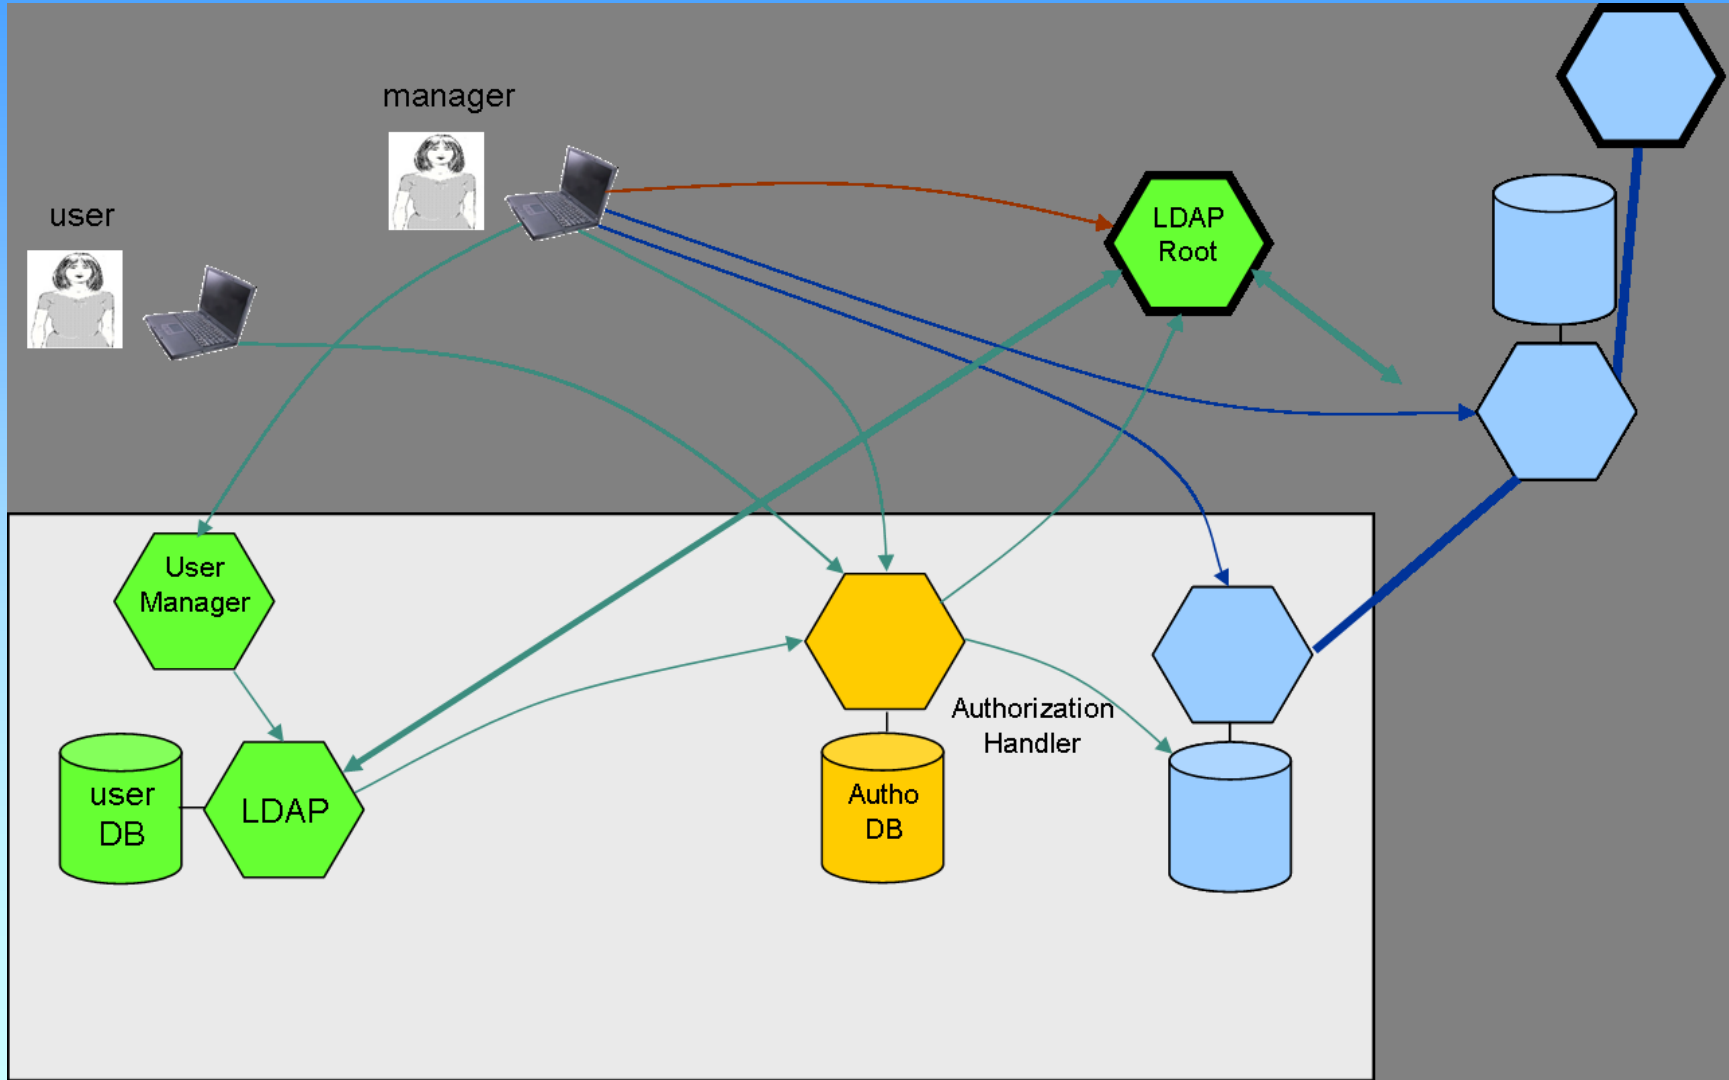 manager
user
LDAP
Root
User
Manager
Authorization
Handler
user
DB
LDAP
Autho
DB